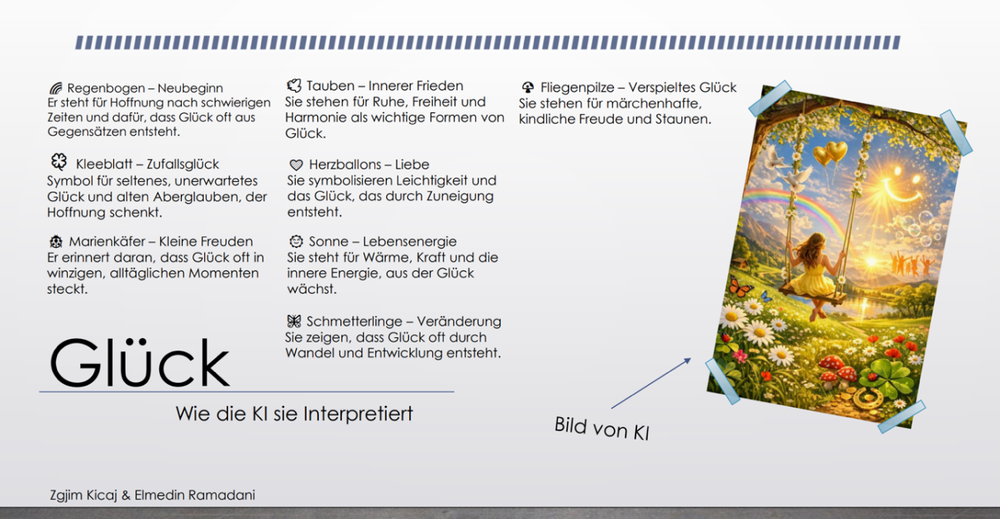 Regenbogen – Neubeginn
Er steht für Hoffnung nach schwierigen
Zeiten und dafür, dass Glück oft aus
Gegensätzen entsteht.
Kleeblatt – Zufallsglück
Symbol für seltenes, unerwartetes
Glück und alten Aberglauben, der
Hoffnung schenkt.
Marienkäfer – Kleine Freuden
Er erinnert daran, dass Glück oft in
winzigen, alltäglichen Momenten
steckt.
Tauben – Innerer Frieden
Sie stehen für Ruhe, Freiheit und
Harmonie als wichtige Formen von
Glück.
Herzballons – Liebe
Sie symbolisieren Leichtigkeit und
das Glück, das durch Zuneigung
entsteht.
Sonne – Lebensenergie
Sie steht für Wärme, Kraft und die
innere Energie, aus der Glück
wächst.
Schmetterlinge – Veränderung
Sie zeigen, dass Glück oft durch
Wandel und Entwicklung entsteht.
Fliegenpilze – Verspieltes Glück
Sie stehen für märchenhafte,
kindliche Freude und Staunen.
Glück
Wie die KI sie Interpretiert
Bild von KI
Zgjim Kicaj & Elmedin Ramadani